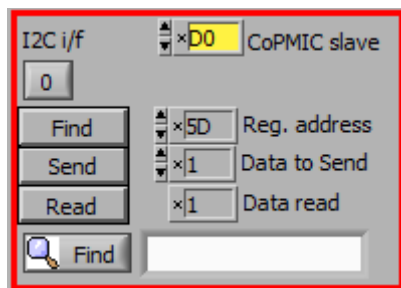 I2C i/f ×D0 CoPMIC slave
0
Find ×5D Reg. address
Send ×1 Data to Send
Read ×1 Data read
Find